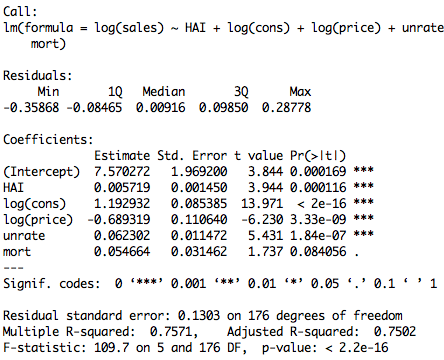 Call:
lm(formula = log(sales) ~ HAI + log(cons) + log(price) + unrate
    mort)
Residuals:
     Min       1Q   Median       3Q      Max
-0.35868 -0.08465  0.00916  0.09850  0.28778
Coefficients:
             Estimate Std. Error t value Pr(>|t|)
(Intercept)  7.570272   1.969200   3.844 0.000169 ***
HAI          0.005719   0.001450   3.944 0.000116 ***
log(cons)    1.192932   0.085385  13.971  < 2e-16 ***
log(price)  -0.689319   0.110640  -6.230 3.33e-09 ***
unrate       0.062302   0.011472   5.431 1.84e-07 ***
mort         0.054664   0.031462   1.737 0.084056 .
---
Signif. codes:  0 ‘***’ 0.001 ‘**’ 0.01 ‘*’ 0.05 ‘.’ 0.1 ‘ ’ 1
Residual standard error: 0.1303 on 176 degrees of freedom
Multiple R-squared:  0.7571,    Adjusted R-squared:  0.7502
F-statistic: 109.7 on 5 and 176 DF,  p-value: < 2.2e-16